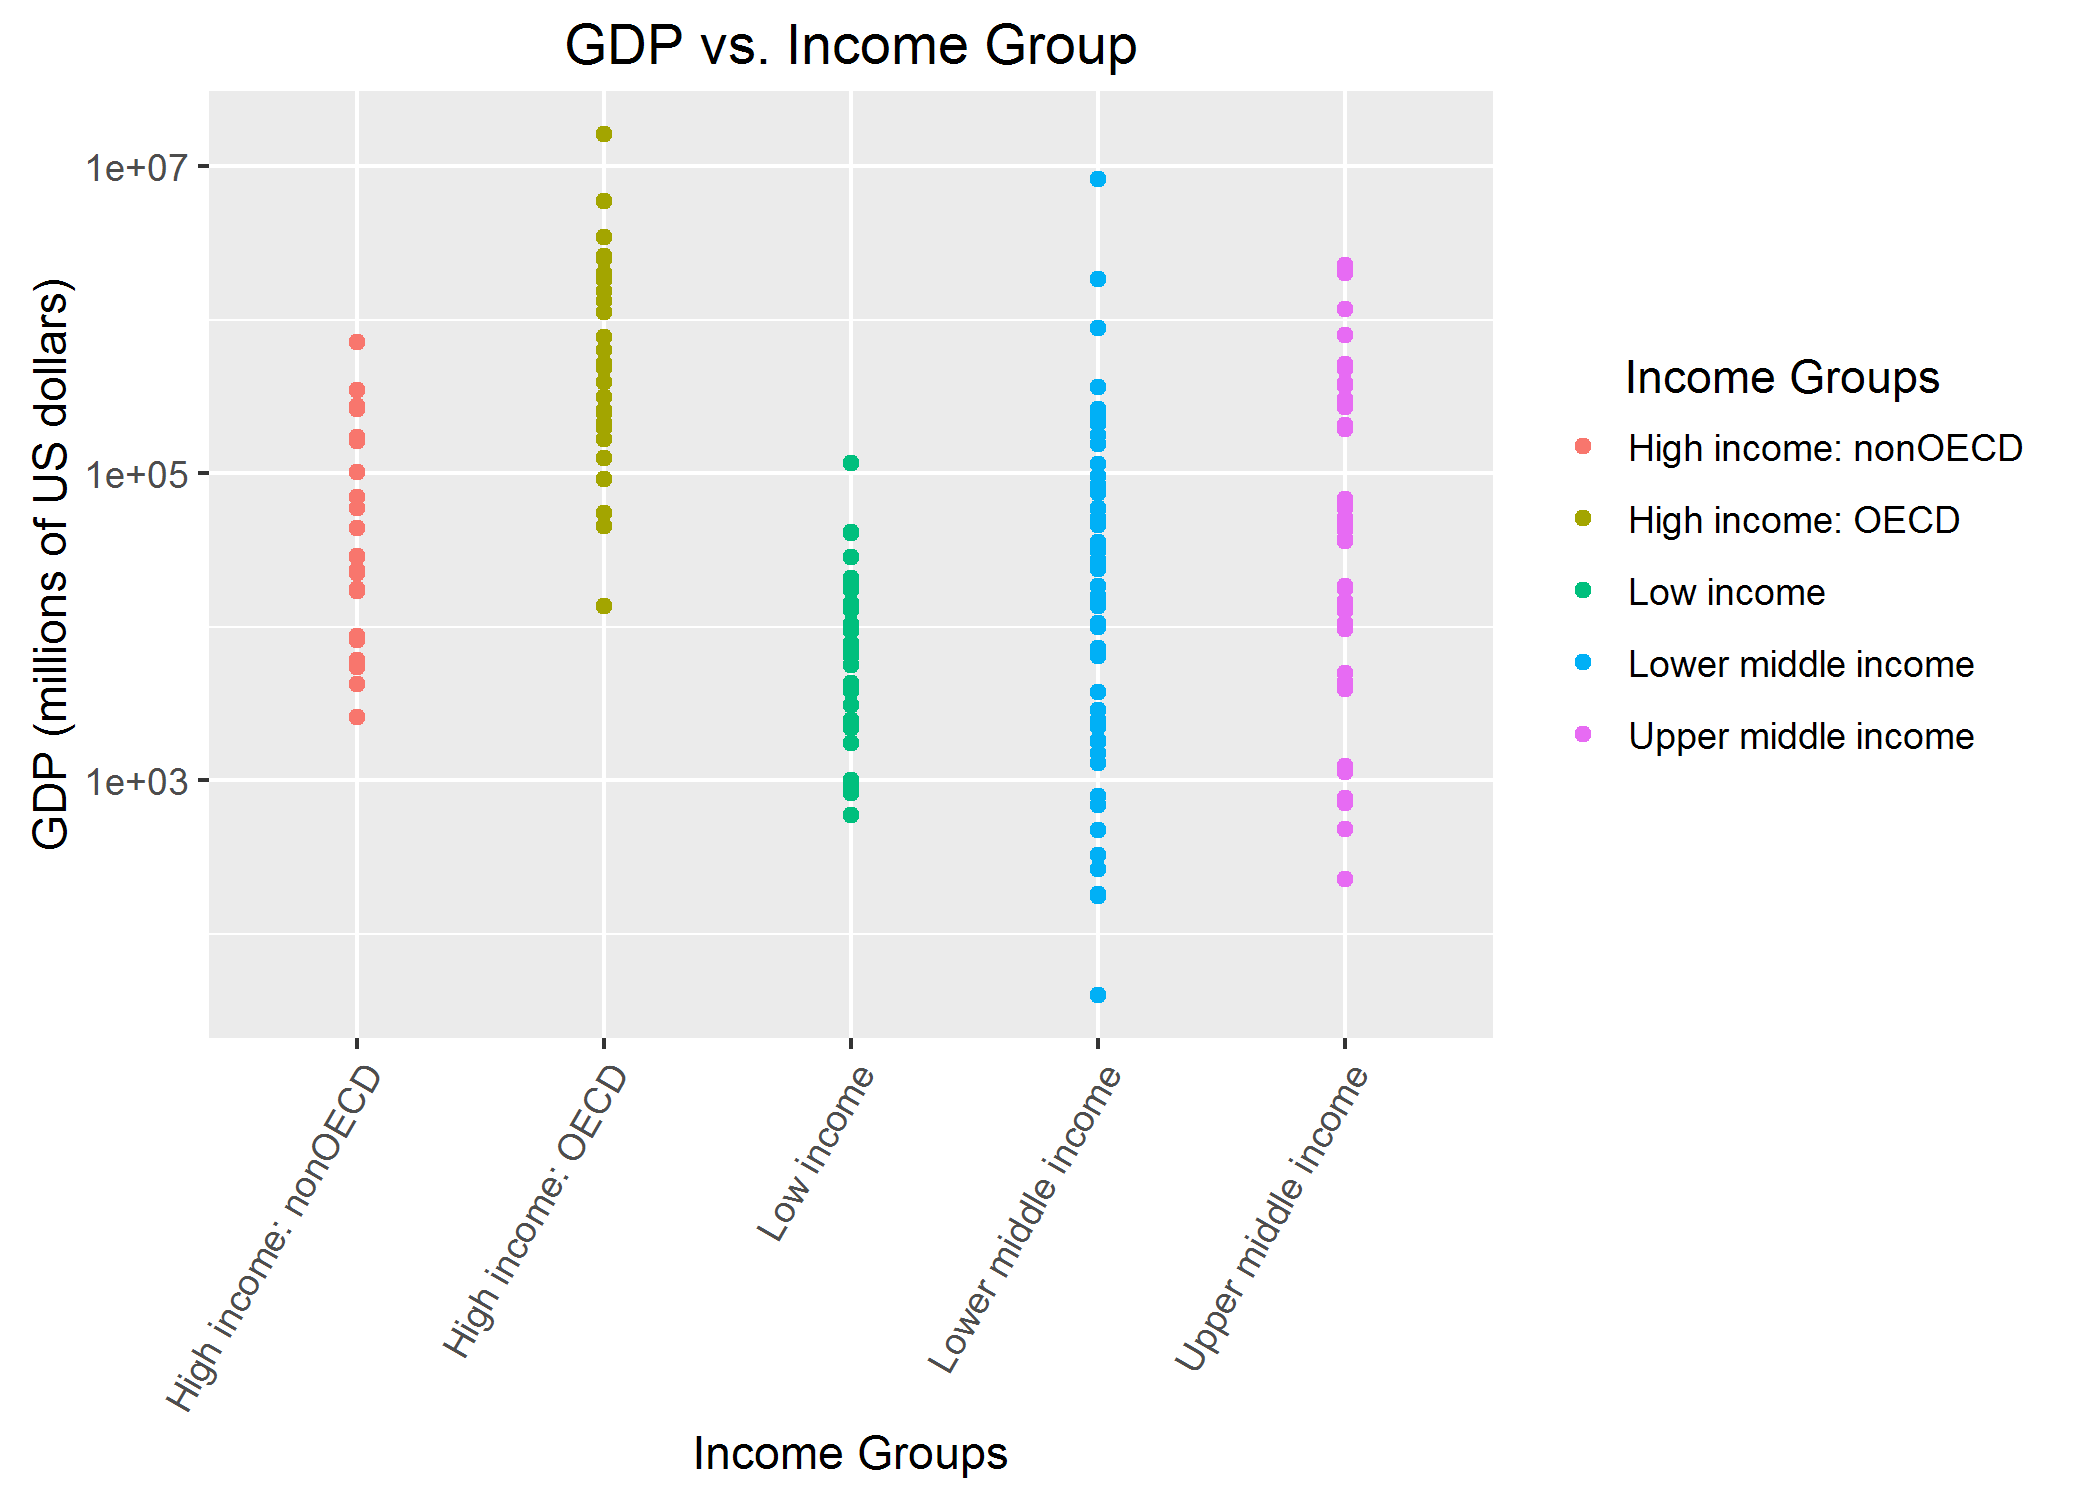 GDP vs. Income Group
GDP (millions of US dollars)
1e+07
1e+05
1e+03
High income: nonOECD
High income: OECD
Low income
Lower middle income
Upper middle income
Income Groups
Income Groups
High income: nonOECD
High income: OECD
Low income
Lower middle income
Upper middle income